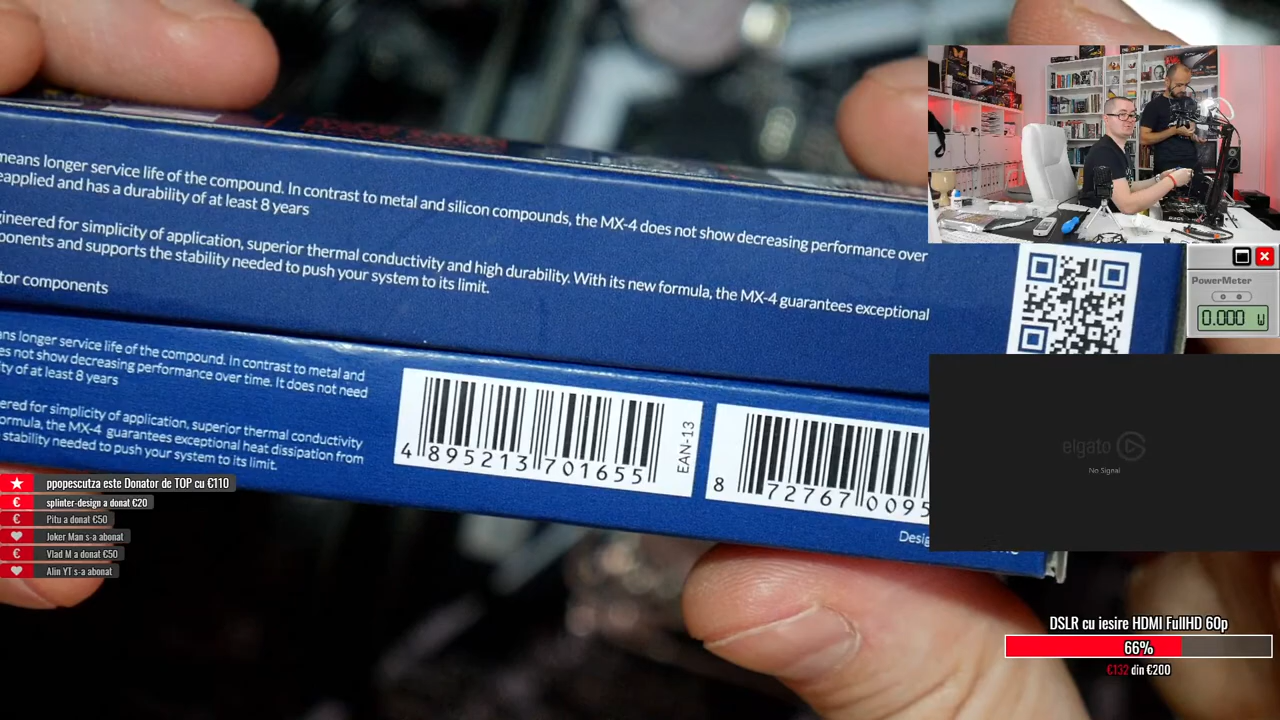 means longer service life of the compound. In contrast to metal and silicon compounds, the MX-4 does not show decreasing performance over
eapplied and has a durability of at least 8 years
gineered for simplicity of application, superior thermal conductivity and high durability. With its new formula, the MX-4 guarantees exceptional
ponents and supports the stability needed to push your system to its limit.
tor components
ans longer service life of the compound. In contrast to metal and
es not show decreasing performance over time. It does not need
ty of at least 8 years
ered for simplicity of application, superior thermal conductivity
ormula, the MX-4 guarantees exceptional heat dissipation from
stability needed to push your system to its limit.
4 895213 701655
EAN-13
8 72767 0095
Desig
PowerMeter
0.000 W
elgato
No Signal
ppopescutza este Donator de TOP cu €110
splinter-design a donat €20
Pitu a donat €50
Joker Man s-a abonat
Vlad M a donat €50
Alin YT s-a abonat
DSLR cu iesire HDMI FullHD 60p
66%
€132 din €200